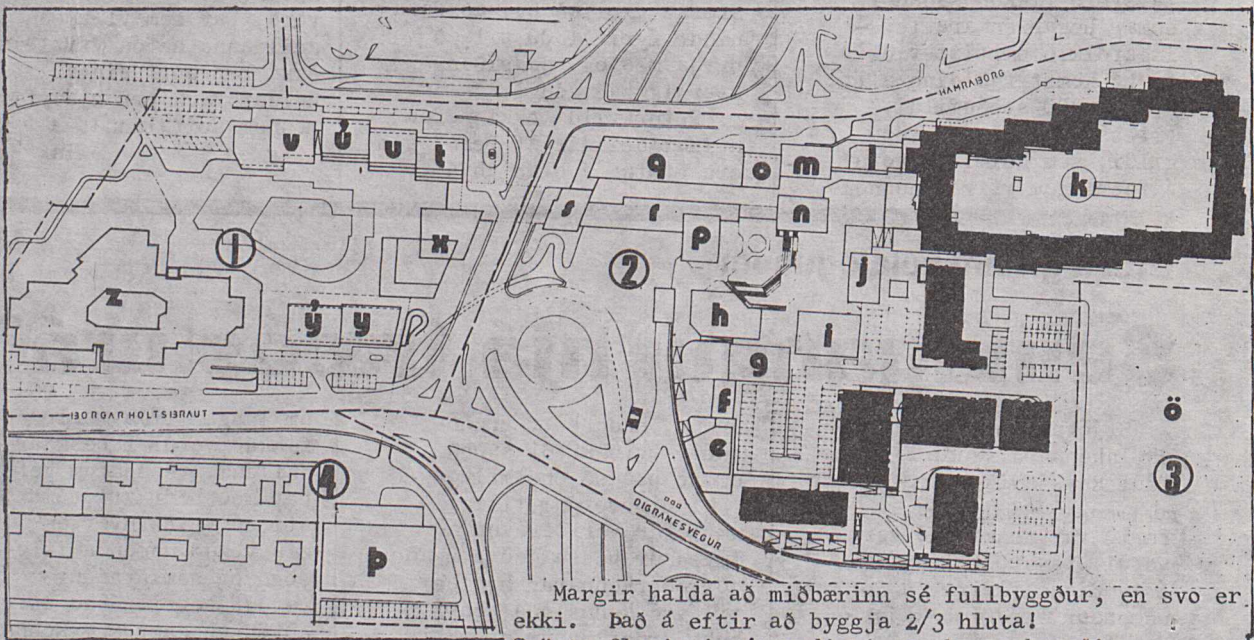 HAMRABORG
v ú u t
q o m l
k
s r n
p
x
1
2
j
z
h
ý y
i
g
f
BORGARHOLTSBRAUT
ö
e
4
3
DIGRANESVEGUR
þ
Margir halda að miðbærinn sé fullbyggður, en svo er
ekki. Það á eftir að byggja 2/3 hluta!